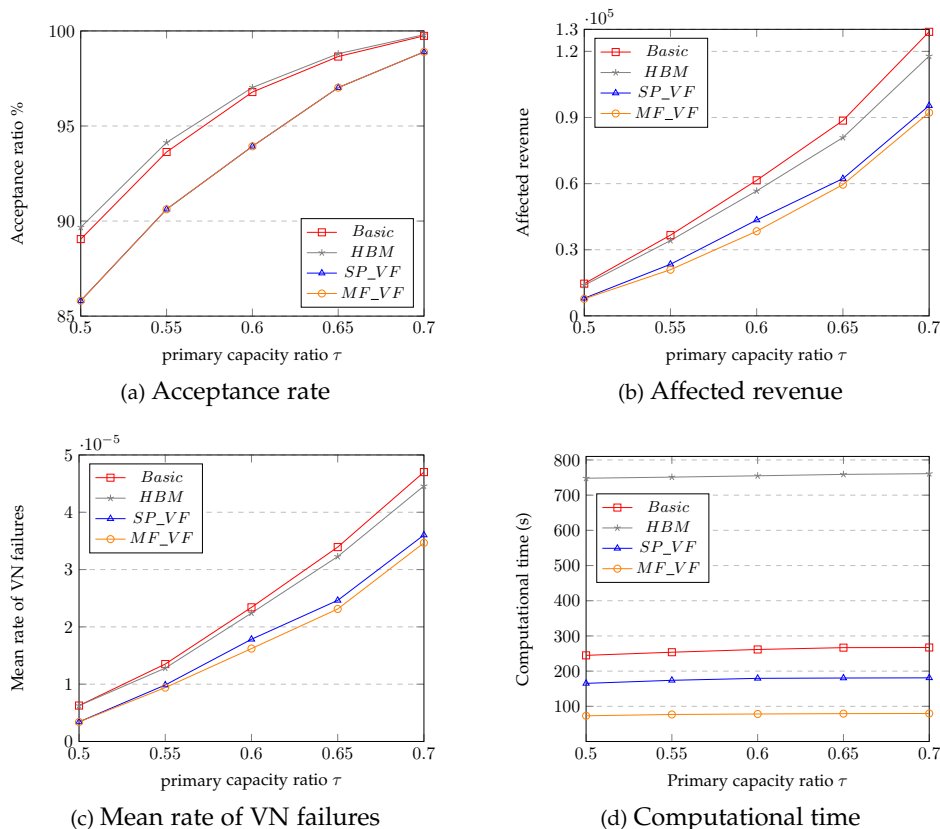 100
95
90
85
0.5 0.55 0.6 0.65 0.7
Acceptance ratio %
primary capacity ratio τ
Basic
HBM
SP_VF
MF_VF
(a) Acceptance rate
·10^5
1.3
1.2
0.9
0.6
0.3
0
0.5 0.55 0.6 0.65 0.7
Affected revenue
primary capacity ratio τ
Basic
HBM
SP_VF
MF_VF
(b) Affected revenue
·10^-5
5
4
3
2
1
0
0.5 0.55 0.6 0.65 0.7
Mean rate of VN failures
primary capacity ratio τ
Basic
HBM
SP_VF
MF_VF
(c) Mean rate of VN failures
800
700
600
500
400
300
200
100
0.5 0.55 0.6 0.65 0.7
Computational time (s)
Primary capacity ratio τ
Basic
HBM
SP_VF
MF_VF
(d) Computational time